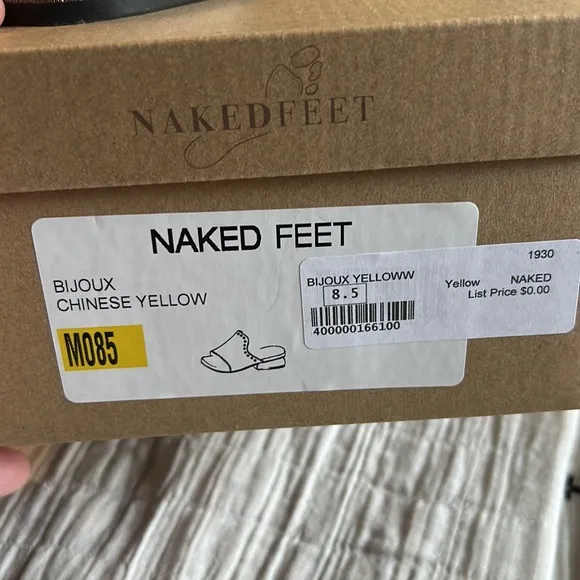 NAKEDFEET
NAKED FEET
BIJOUX
CHINESE YELLOW
M085
1930
BIJOUX YELLOWW Yellow NAKED
8.5 List Price $0.00
400000166100